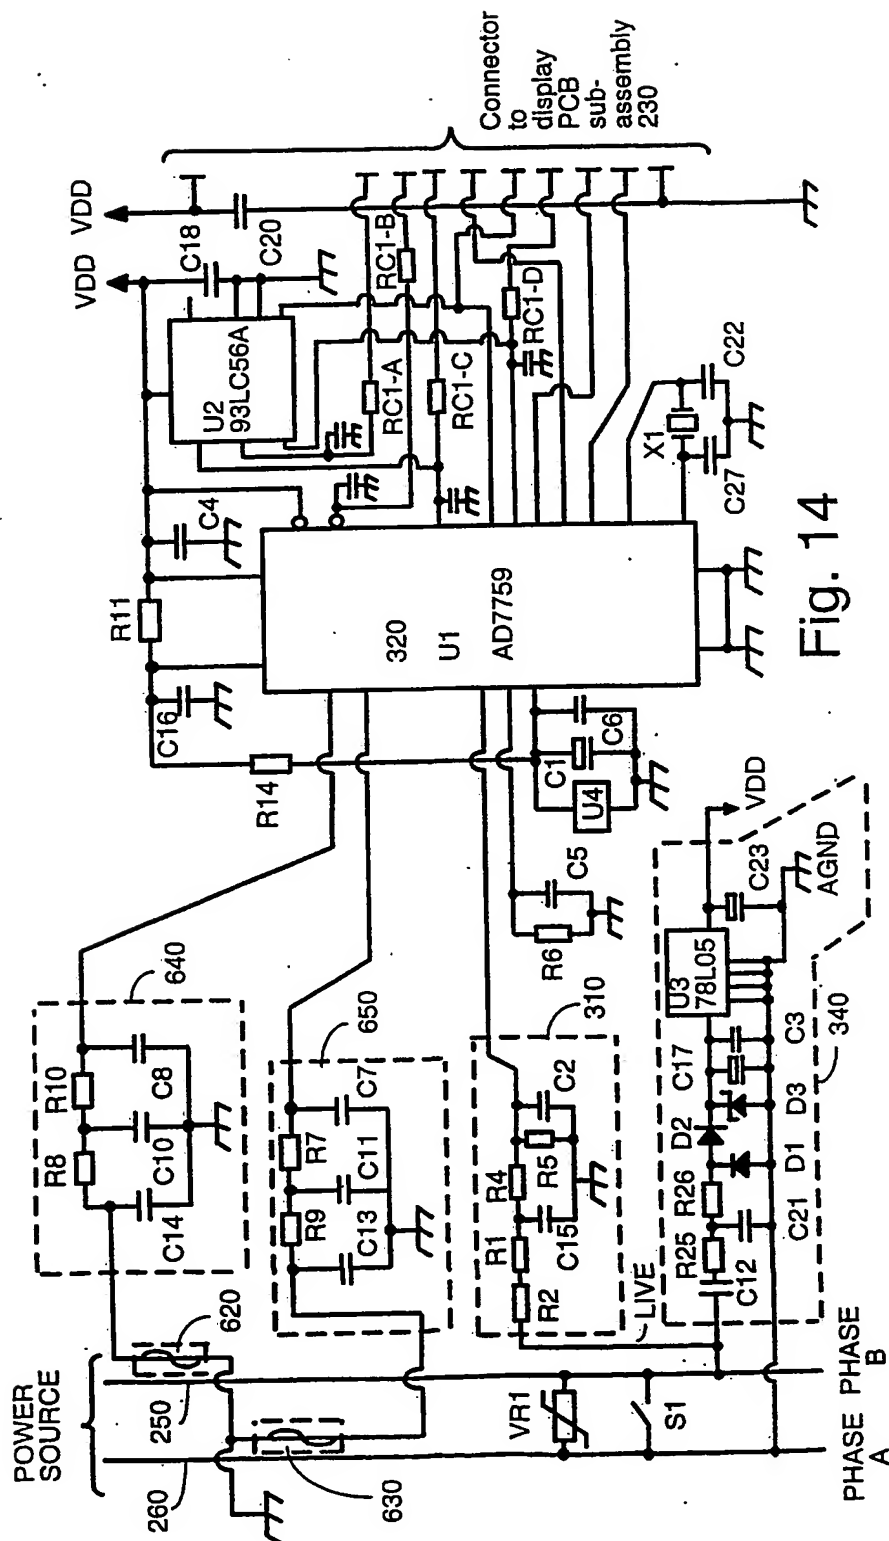 POWER
SOURCE
250
260
620
630
640
R8
R10
C14
C10
C8
650
R9
R7
C13
C11
C7
310
R2
R1
R4
C15
R5
C2
LIVE
VR1
S1
PHASE A
PHASE B
340
C12
R25
R26
C21
D1
D2
D3
C17
C3
U3
78L05
C23
VDD
AGND
R6
C5
U4
C1
C6
R14
C16
R11
C4
320
U1
AD7759
U2
93LC56A
VDD
VDD
C18
C20
RC1-A
RC1-B
RC1-C
RC1-D
X1
C27
C22
Connector
to
display
PCB
sub-
assembly
230
Fig. 14